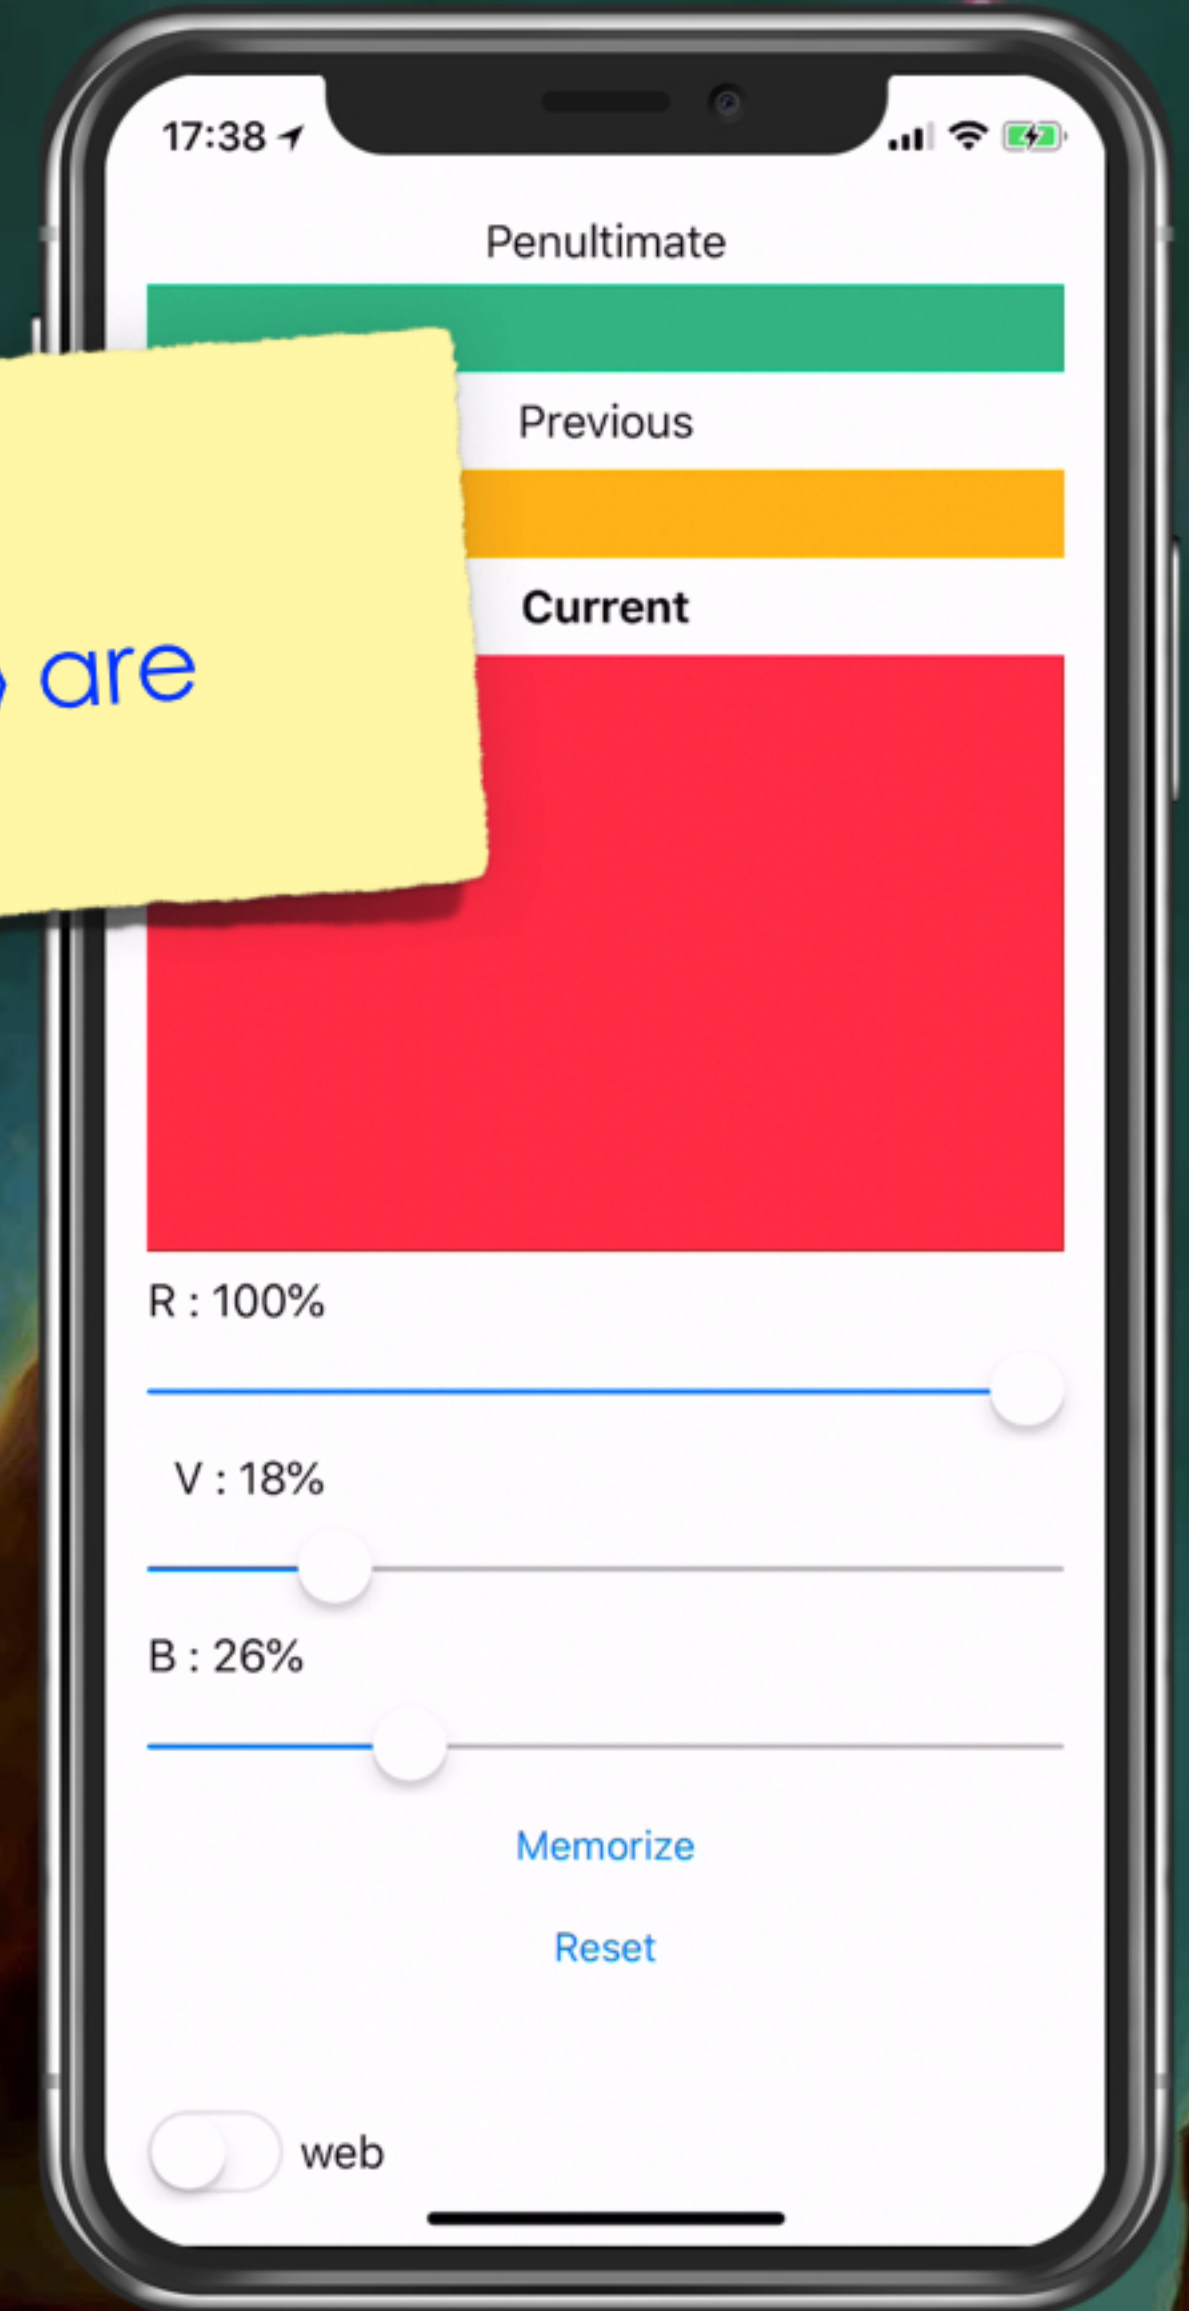 17:38
Penultimate
Previous
Current
are
R : 100%
V : 18%
B : 26%
Memorize
Reset
web